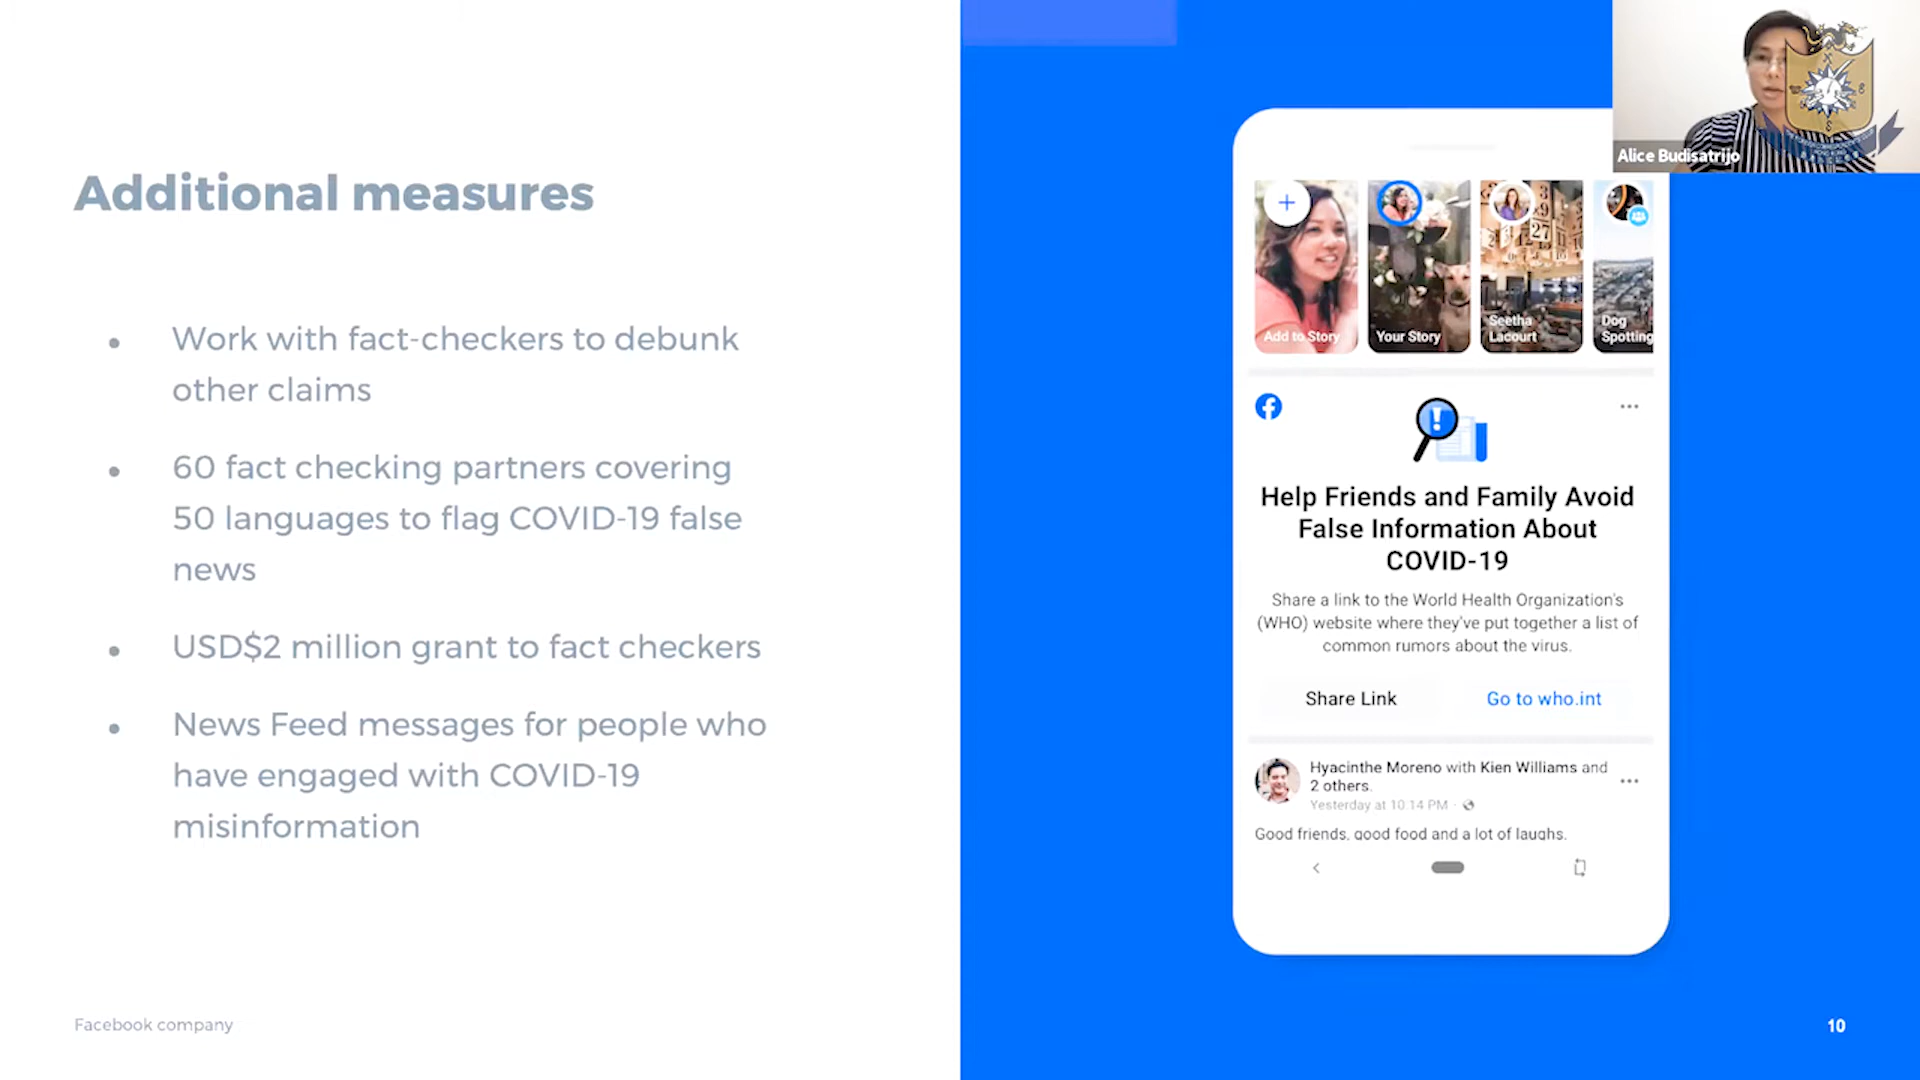 Additional measures
Work with fact-checkers to debunk
other claims
60 fact checking partners covering
50 languages to flag COVID-19 false
news
USD$2 million grant to fact checkers
News Feed messages for people who
have engaged with COVID-19
misinformation
Facebook company
Alice Budisatrijo
Add to Story
Your Story
Seetha
Lacourt
Dog
Spotting
Help Friends and Family Avoid
False Information About
COVID-19
Share a link to the World Health Organization's
(WHO) website where they've put together a list of
common rumors about the virus.
Share Link
Go to who.int
Hyacinthe Moreno with Kien Williams and
2 others.
Yesterday at 10:14 PM ·
Good friends, good food and a lot of laughs.
10